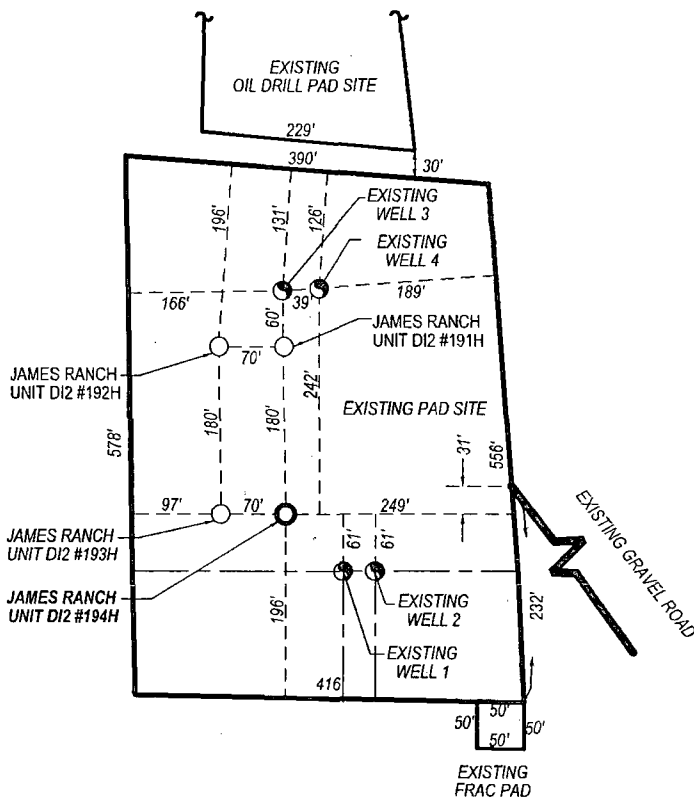 EXISTING
OIL DRILL PAD SITE
229'
390'
30'
196'
131'
126'
EXISTING
WELL 3
EXISTING
WELL 4
166'
39'
189'
60'
JAMES RANCH
UNIT DI2 #191H
70'
JAMES RANCH
UNIT DI2 #192H
242'
EXISTING PAD SITE
578'
180'
180'
31'
556'
97'
70'
249'
EXISTING GRAVEL ROAD
JAMES RANCH
UNIT DI2 #193H
61'
61'
JAMES RANCH
UNIT DI2 #194H
196'
EXISTING
WELL 2
232'
EXISTING
WELL 1
416'
50'
50'
50'
50'
EXISTING
FRAC PAD